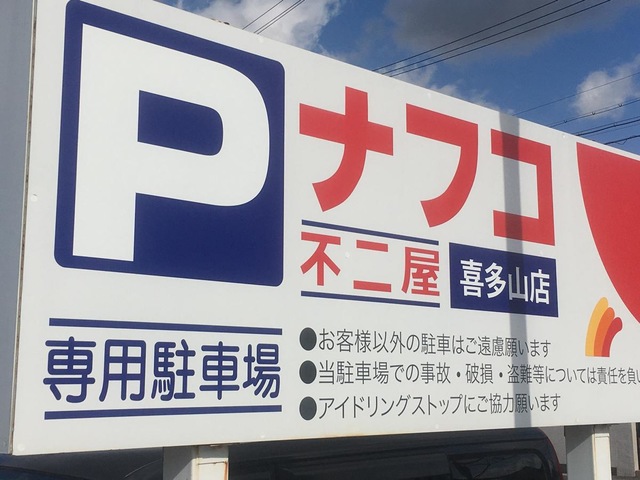 P
ナフコ
不二屋
喜多山店
専用駐車場
●お客様以外の駐車はご遠慮願います
●当駐車場での事故・破損・盗難等については責任を負い
●アイドリングストップにご協力願います